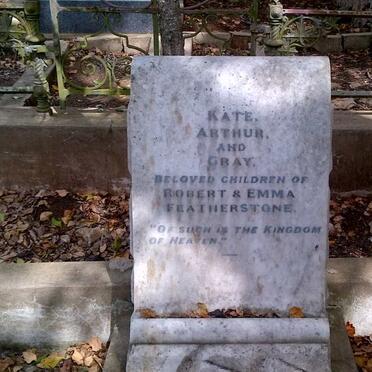 KATE,
ARTHUR,
AND
GRAY,
BELOVED CHILDREN OF
ROBERT & EMMA
FEATHERSTONE.
"OF SUCH IS THE KINGDOM
OF HEAVEN."